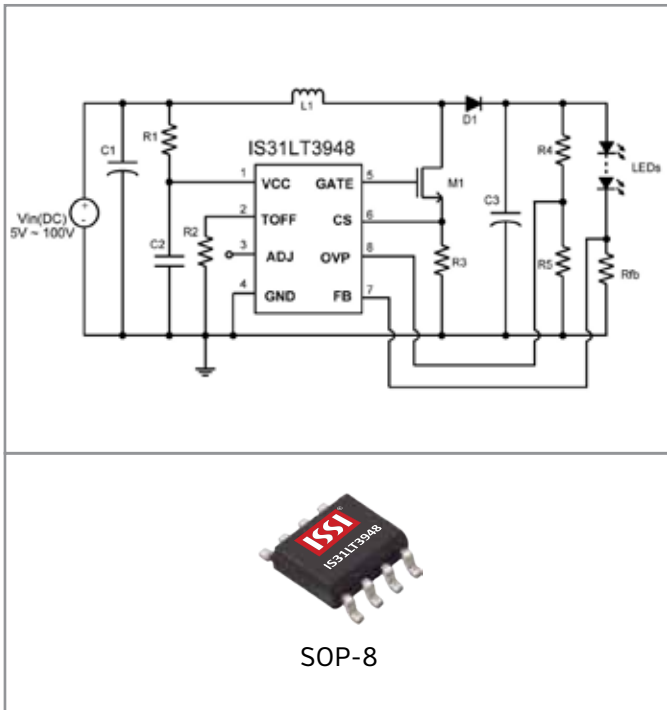 L1
D1
R1
C1
IS31LT3948
R4
LEDs
1
VCC
GATE
5
M1
Vin(DC)
5V ~ 100V
2
TOFF
CS
6
C3
R2
C2
3
ADJ
OVP
8
R3
R5
Rfb
4
GND
FB
7
ISSI
®
IS31LT3948
SOP-8